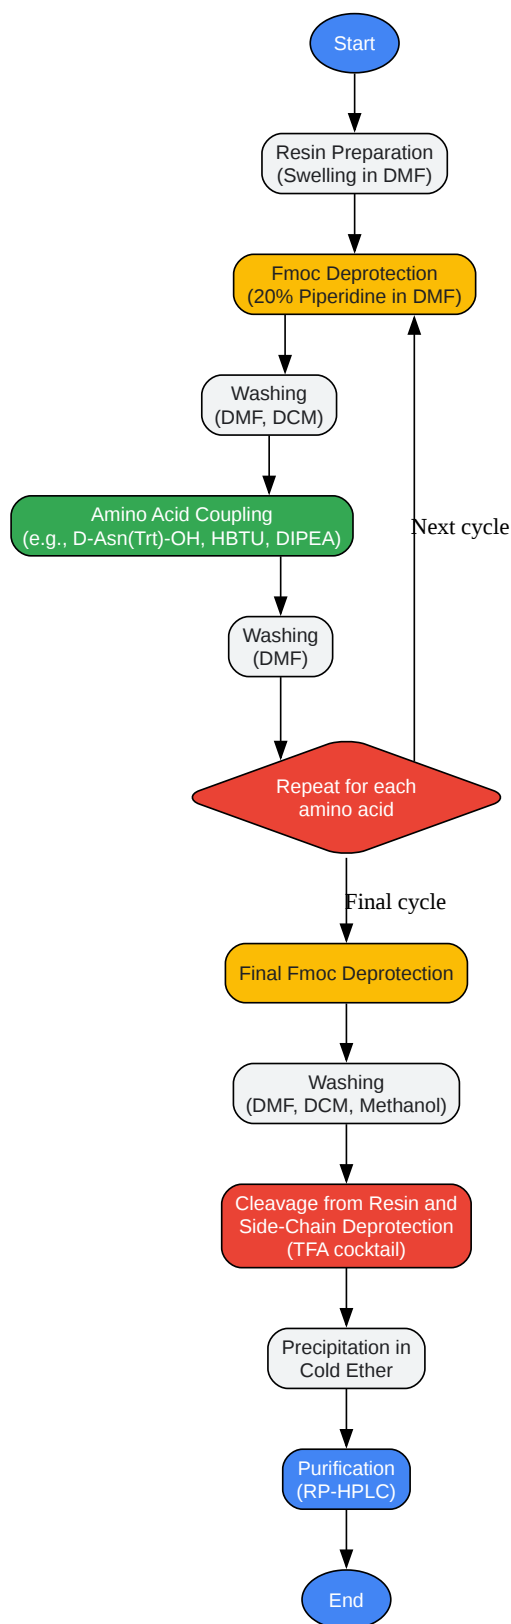 Start
Resin Preparation
(Swelling in DMF)
Fmoc Deprotection
(20% Piperidine in DMF)
Washing
(DMF, DCM)
Amino Acid Coupling
(e.g., D-Asn(Trt)-OH, HBTU, DIPEA)
Next cycle
Washing
(DMF)
Repeat for each
amino acid
Final cycle
Final Fmoc Deprotection
Washing
(DMF, DCM, Methanol)
Cleavage from Resin and
Side-Chain Deprotection
(TFA cocktail)
Precipitation in
Cold Ether
Purification
(RP-HPLC)
End